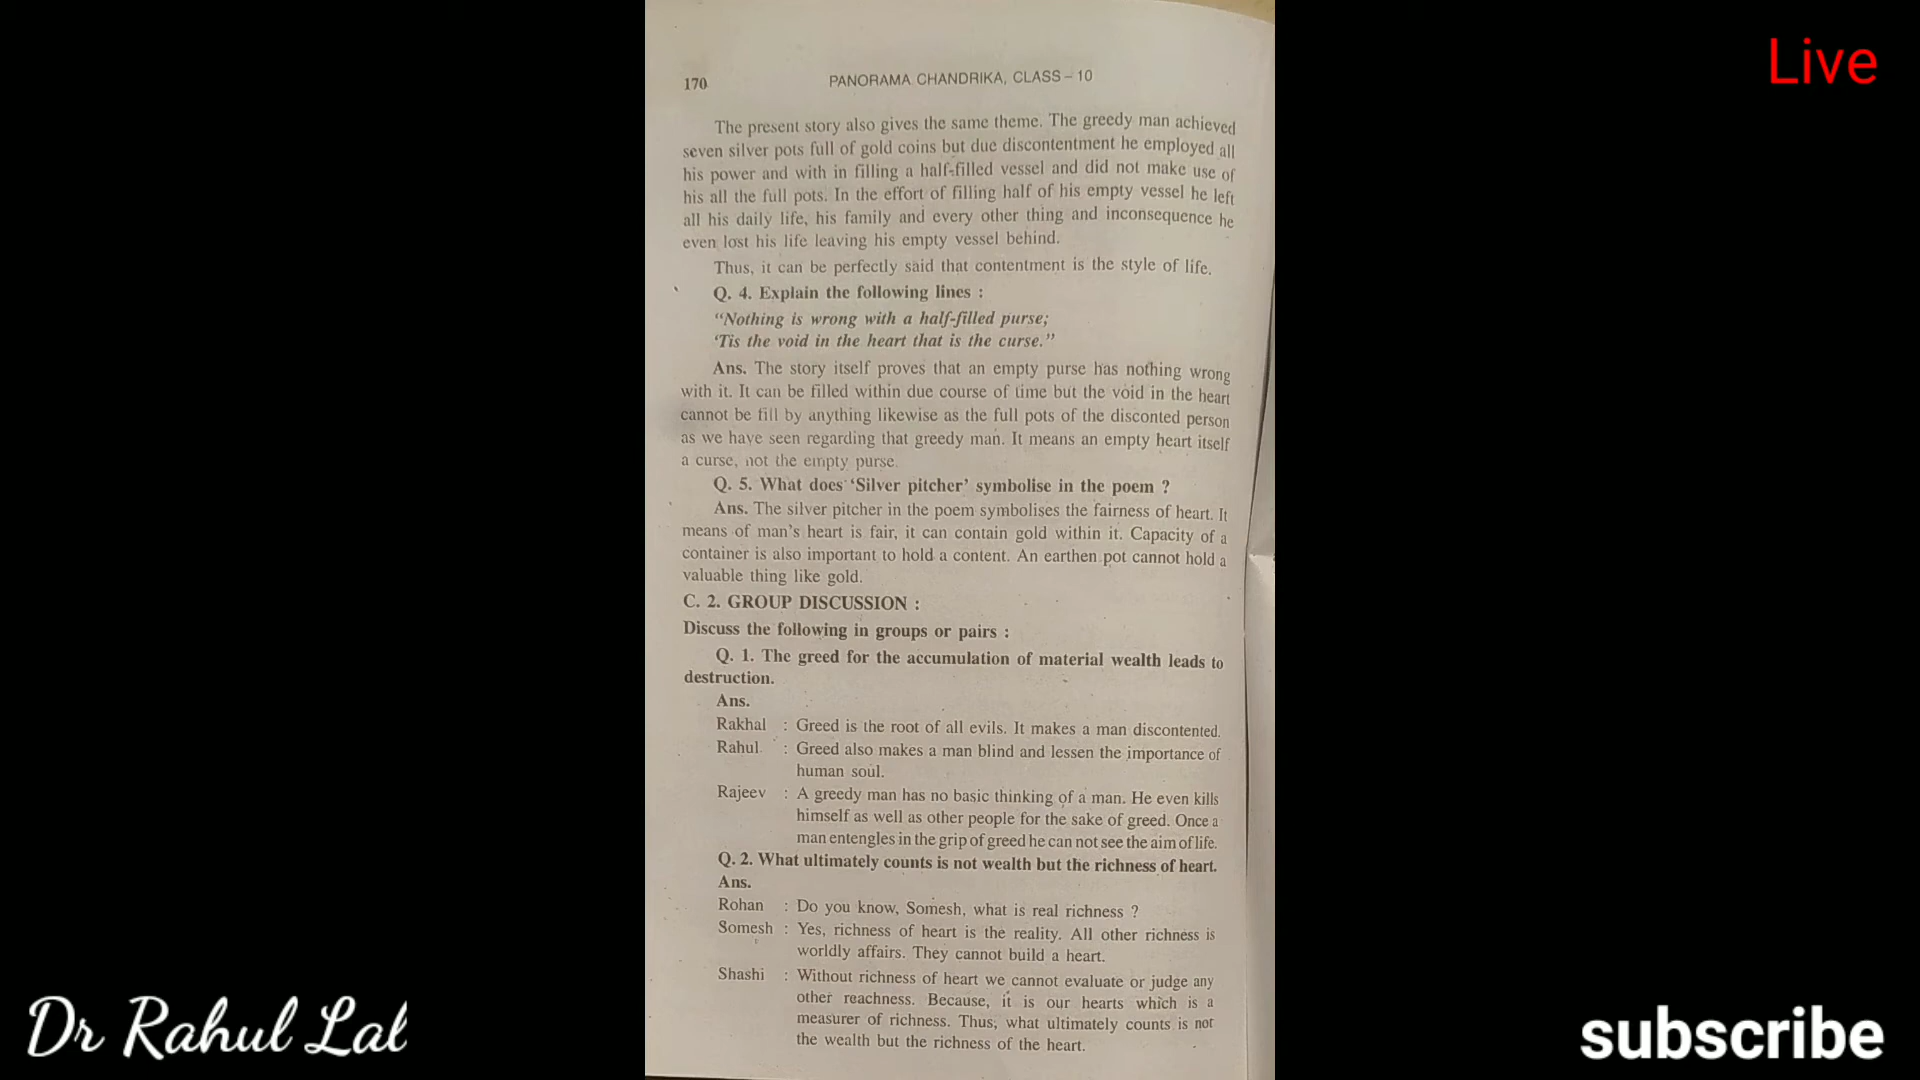 Live
170 PANORAMA CHANDRIKA, CLASS – 10
The present story also gives the same theme. The greedy man achieved
seven silver pots full of gold coins but due discontentment he employed all
his power and with in filling a half-filled vessel and did not make use of
his all the full pots. In the effort of filling half of his empty vessel he left
all his daily life, his family and every other thing and inconsequence he
even lost his life leaving his empty vessel behind.
Thus, it can be perfectly said that contentment is the style of life.
Q. 4. Explain the following lines :
“Nothing is wrong with a half-filled purse;
‘Tis the void in the heart that is the curse.”
Ans. The story itself proves that an empty purse has nothing wrong
with it. It can be filled within due course of time but the void in the heart
cannot be fill by anything likewise as the full pots of the disconted person
as we have seen regarding that greedy man. It means an empty heart itself
a curse, not the empty purse.
Q. 5. What does ‘Silver pitcher’ symbolise in the poem ?
Ans. The silver pitcher in the poem symbolises the fairness of heart. It
means of man’s heart is fair, it can contain gold within it. Capacity of a
container is also important to hold a content. An earthen pot cannot hold a
valuable thing like gold.
C. 2. GROUP DISCUSSION :
Discuss the following in groups or pairs :
Q. 1. The greed for the accumulation of material wealth leads to
destruction.
Ans.
Rakhal : Greed is the root of all evils. It makes a man discontented.
Rahul : Greed also makes a man blind and lessen the importance of
human soul.
Rajeev : A greedy man has no basic thinking of a man. He even kills
himself as well as other people for the sake of greed. Once a
man entengles in the grip of greed he can not see the aim of life.
Q. 2. What ultimately counts is not wealth but the richness of heart.
Ans.
Rohan : Do you know, Somesh, what is real richness ?
Somesh : Yes, richness of heart is the reality. All other richness is
worldly affairs. They cannot build a heart.
Shashi : Without richness of heart we cannot evaluate or judge any
other reachness. Because, it is our hearts which is a
measurer of richness. Thus, what ultimately counts is not
the wealth but the richness of the heart.
Dr Rahul Lal
subscribe